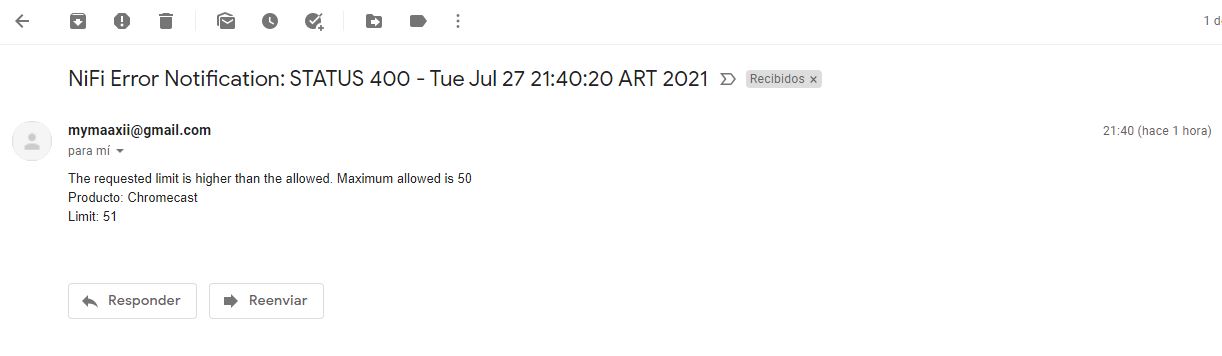 1 d
NiFi Error Notification: STATUS 400 - Tue Jul 27 21:40:20 ART 2021
Recibidos x
mymaaxii@gmail.com
21:40 (hace 1 hora)
para mí
The requested limit is higher than the allowed. Maximum allowed is 50
Producto: Chromecast
Limit: 51
Responder
Reenviar